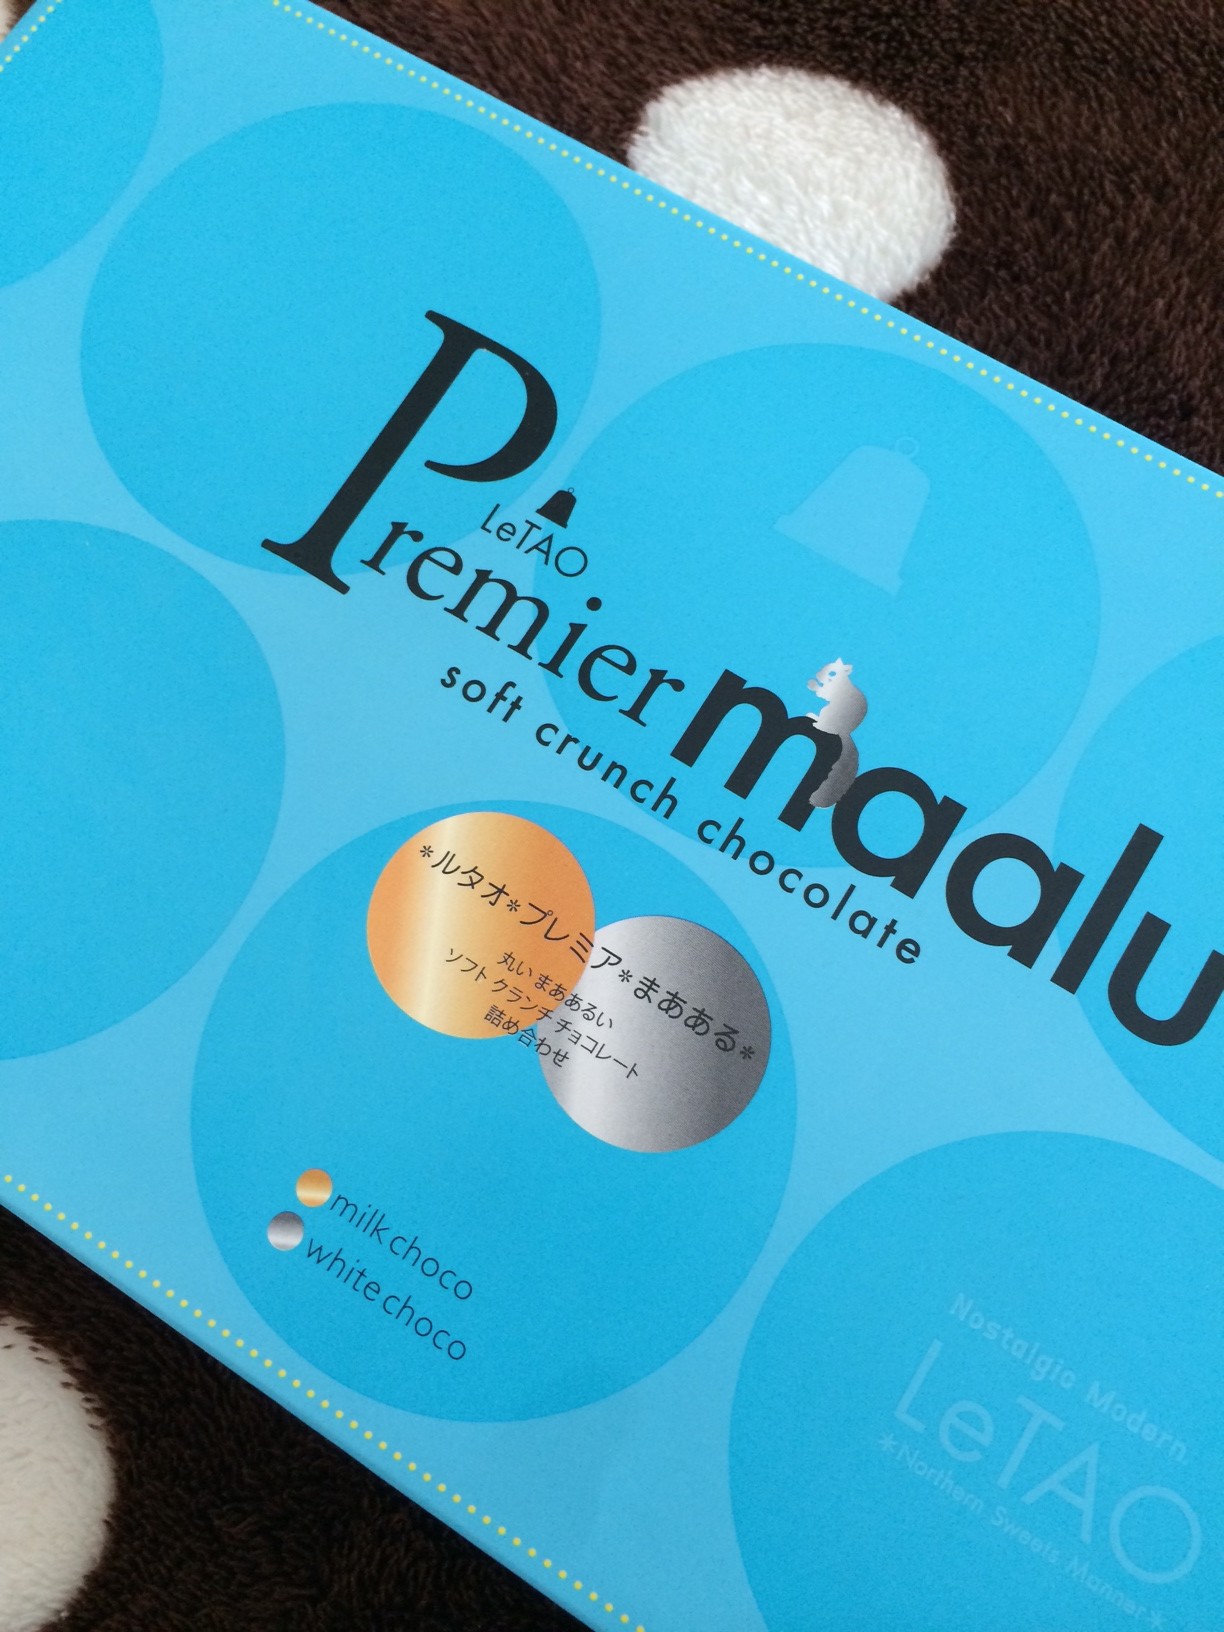 LeTAO
Premier maalu
soft crunch chocolate
*ルタオ*プレミア*まあある*
丸い まああるい
ソフト クランチ チョコレート
詰め合わせ
milk choco
white choco
Nostalgic Modern
LeTAO
*Northern Sweets Manner*